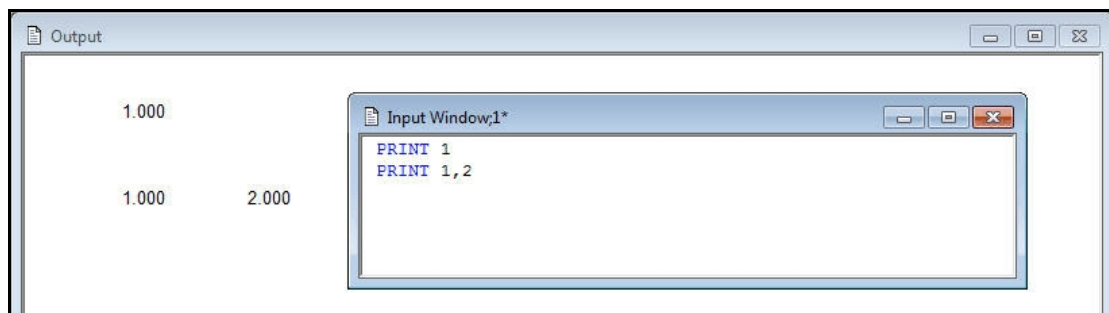 Output
1.000
1.000 2.000
Input Window;1*
PRINT 1
PRINT 1,2